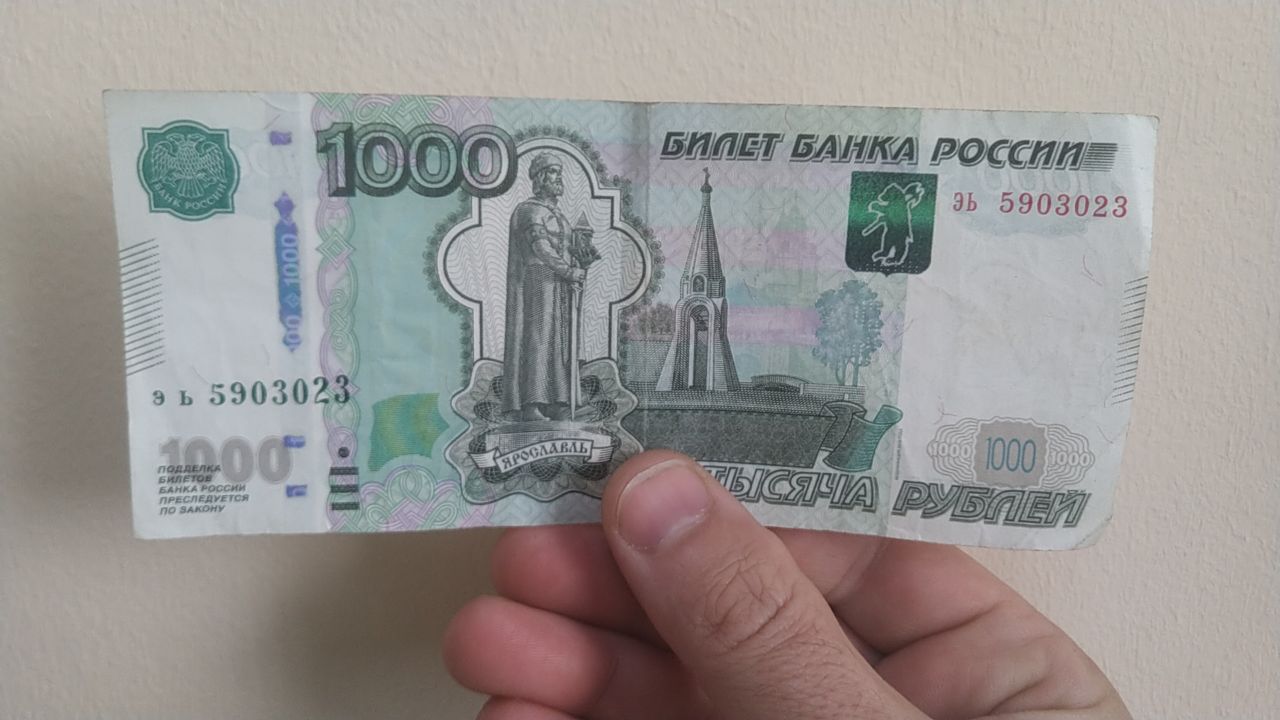 БАНК РОССИИ
1000
БИЛЕТ БАНКА РОССИИ
ЭЬ 5903023
1000
эь 5903023
ЯРОСЛАВЛЬ
1000
ПОДДЕЛКА
БИЛЕТОВ
БАНКА РОССИИ
ПРЕСЛЕДУЕТСЯ
ПО ЗАКОНУ
1000 1000 1000
ТЫСЯЧА РУБЛЕЙ